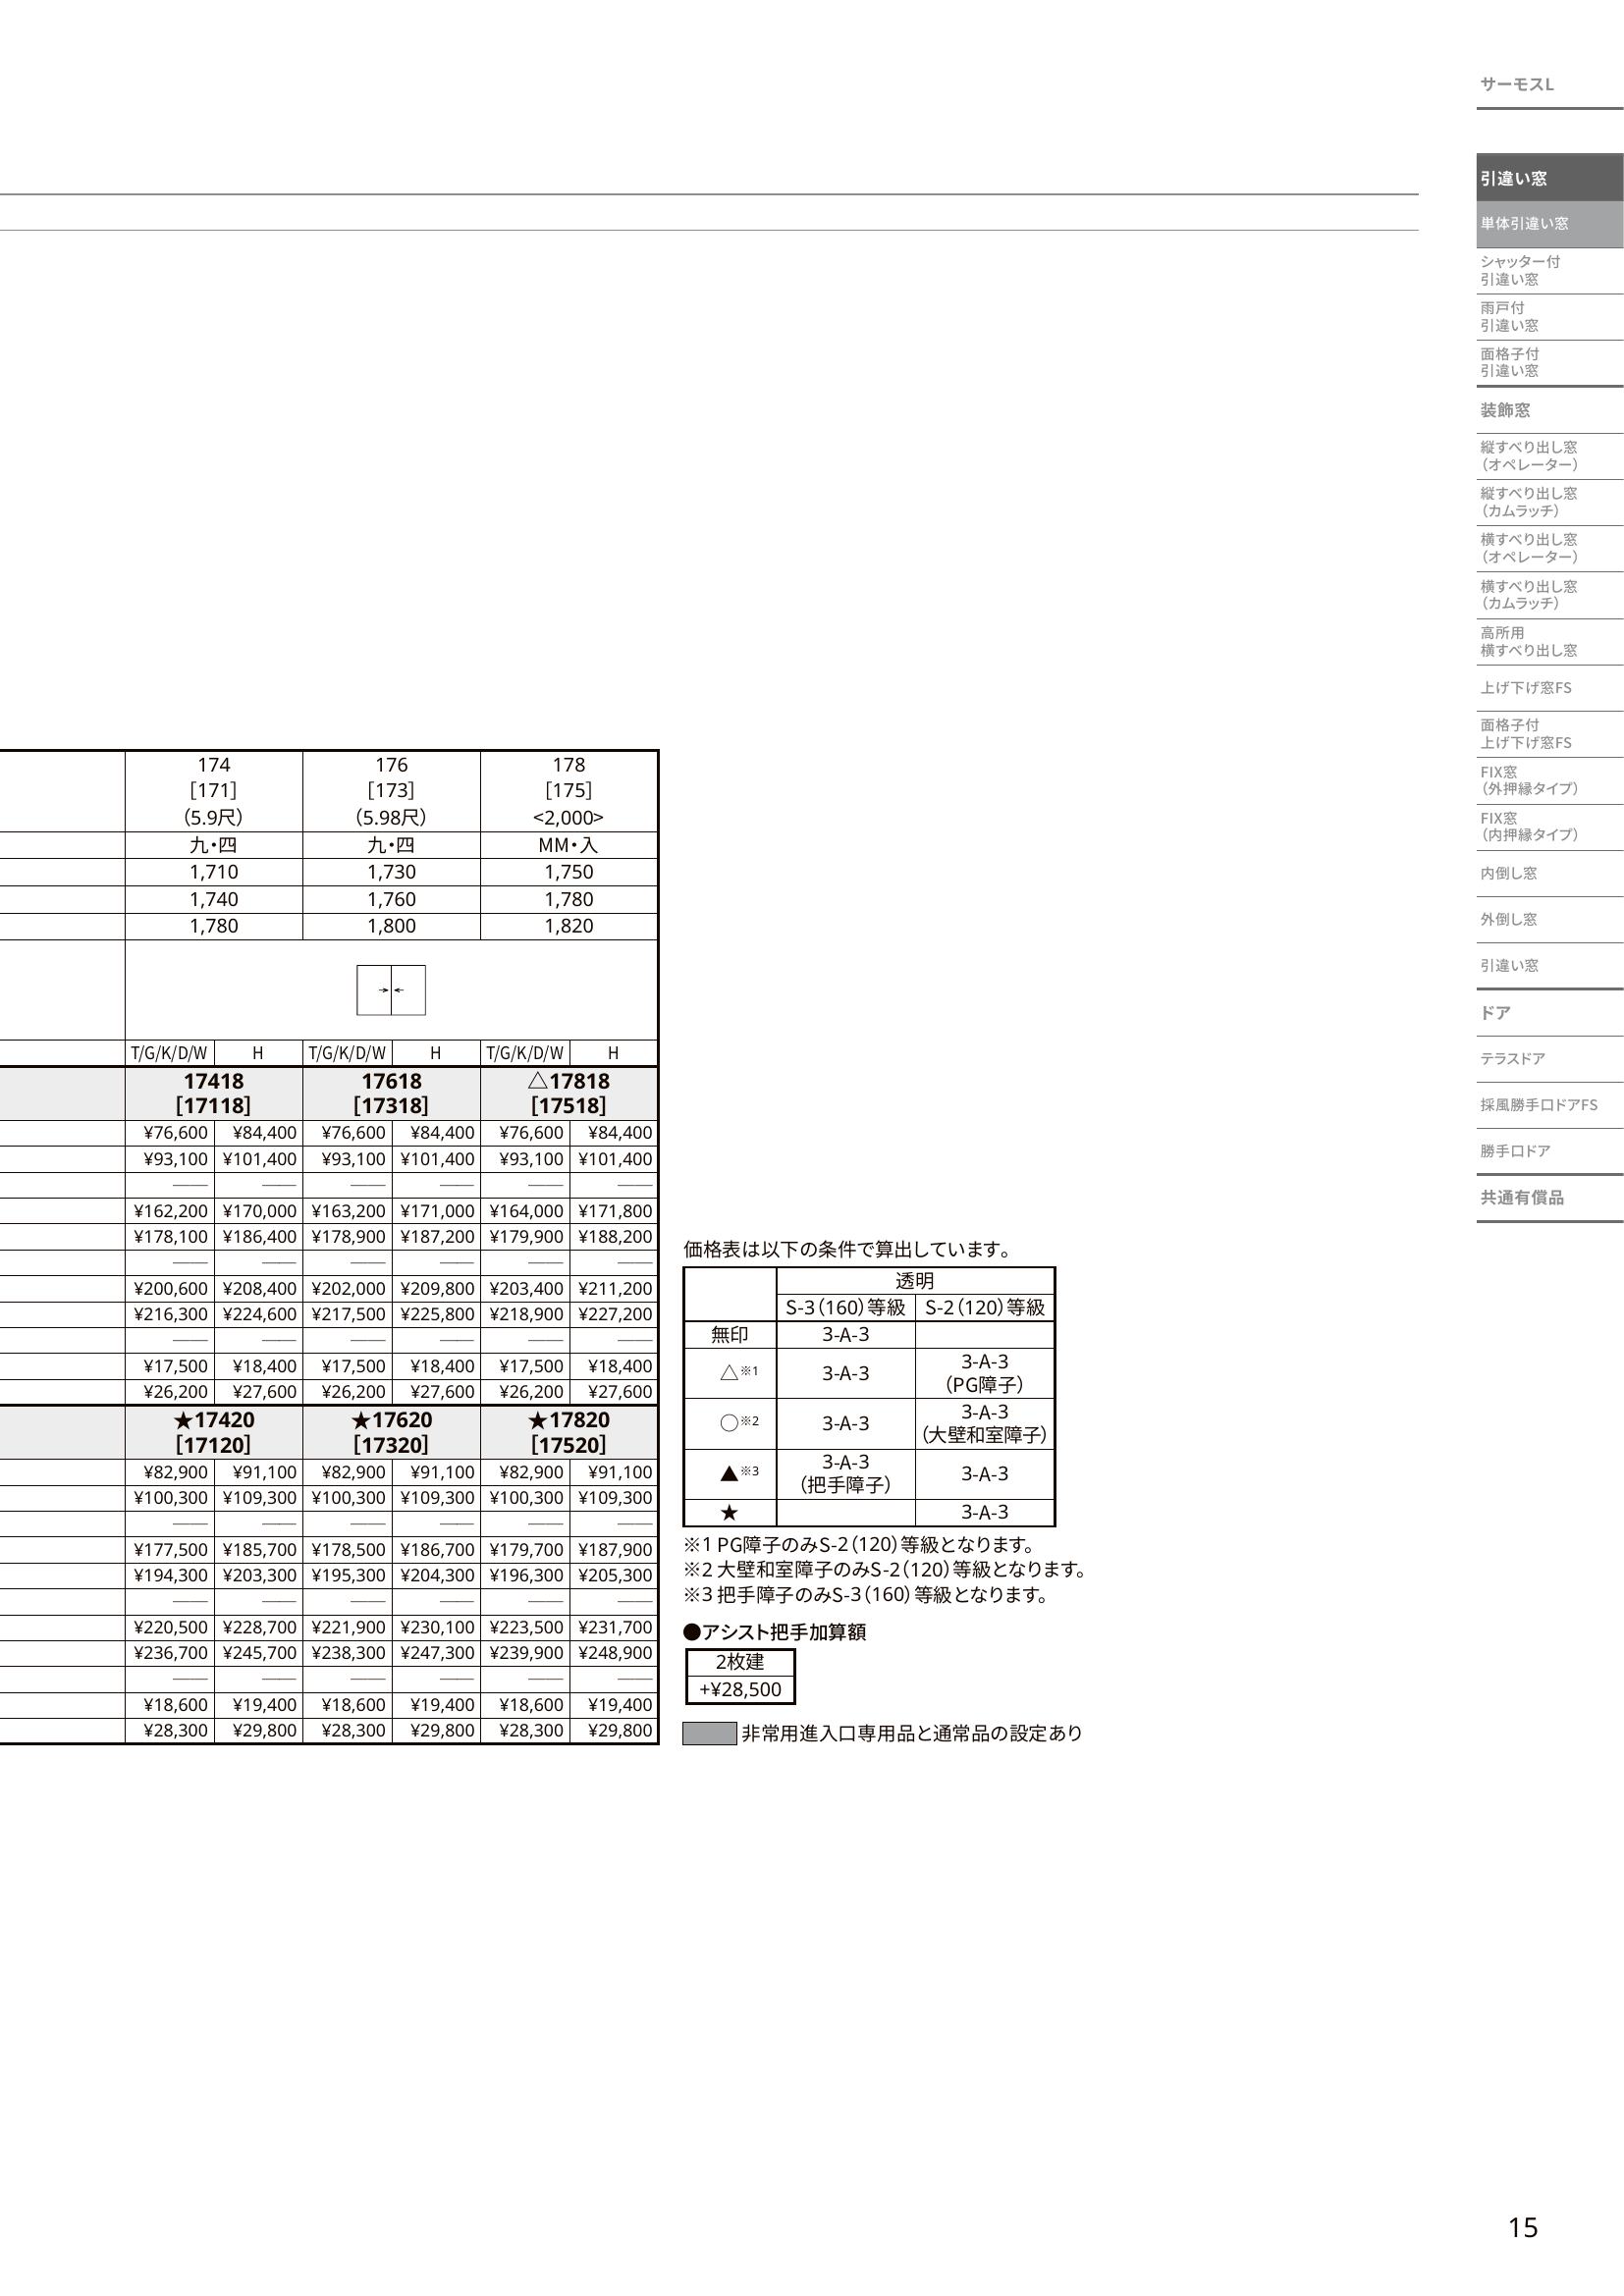 サーモスL
引違い窓
単体引違い窓
シャッター付
引違い窓
雨戸付
引違い窓
面格子付
引違い窓
装飾窓
縦すべり出し窓
（オペレーター）
縦すべり出し窓
（カムラッチ）
横すべり出し窓
（オペレーター）
横すべり出し窓
（カムラッチ）
高所用
横すべり出し窓
上げ下げ窓FS
面格子付
上げ下げ窓FS
FIX窓
（外押縁タイプ）
FIX窓
（内押縁タイプ）
内倒し窓
外倒し窓
引違い窓
ドア
テラスドア
採風勝手口ドアFS
勝手口ドア
共通有償品
174 176 178
［171］ ［173］ ［175］
（5.9尺） （5.98尺） <2,000>
九・四 九・四 MM・入
1,710 1,730 1,750
1,740 1,760 1,780
1,780 1,800 1,820
T/G/K/D/W H T/G/K/D/W H T/G/K/D/W H
17418 17618 △17818
［17118］ ［17318］ ［17518］
¥76,600 ¥84,400 ¥76,600 ¥84,400 ¥76,600 ¥84,400
¥93,100 ¥101,400 ¥93,100 ¥101,400 ¥93,100 ¥101,400
―― ―― ―― ―― ―― ――
¥162,200 ¥170,000 ¥163,200 ¥171,000 ¥164,000 ¥171,800
¥178,100 ¥186,400 ¥178,900 ¥187,200 ¥179,900 ¥188,200
―― ―― ―― ―― ―― ――
¥200,600 ¥208,400 ¥202,000 ¥209,800 ¥203,400 ¥211,200
¥216,300 ¥224,600 ¥217,500 ¥225,800 ¥218,900 ¥227,200
―― ―― ―― ―― ―― ――
¥17,500 ¥18,400 ¥17,500 ¥18,400 ¥17,500 ¥18,400
¥26,200 ¥27,600 ¥26,200 ¥27,600 ¥26,200 ¥27,600
★17420 ★17620 ★17820
［17120］ ［17320］ ［17520］
¥82,900 ¥91,100 ¥82,900 ¥91,100 ¥82,900 ¥91,100
¥100,300 ¥109,300 ¥100,300 ¥109,300 ¥100,300 ¥109,300
―― ―― ―― ―― ―― ――
¥177,500 ¥185,700 ¥178,500 ¥186,700 ¥179,700 ¥187,900
¥194,300 ¥203,300 ¥195,300 ¥204,300 ¥196,300 ¥205,300
―― ―― ―― ―― ―― ――
¥220,500 ¥228,700 ¥221,900 ¥230,100 ¥223,500 ¥231,700
¥236,700 ¥245,700 ¥238,300 ¥247,300 ¥239,900 ¥248,900
―― ―― ―― ―― ―― ――
¥18,600 ¥19,400 ¥18,600 ¥19,400 ¥18,600 ¥19,400
¥28,300 ¥29,800 ¥28,300 ¥29,800 ¥28,300 ¥29,800
価格表は以下の条件で算出しています。
透明
S-3（160）等級 S-2（120）等級
無印 3-A-3
△※1 3-A-3 3-A-3
（PG障子）
○※2 3-A-3 3-A-3
（大壁和室障子）
▲※3 3-A-3 3-A-3
（把手障子）
★ 3-A-3
※1 PG障子のみS-2（120）等級となります。
※2 大壁和室障子のみS-2（120）等級となります。
※3 把手障子のみS-3（160）等級となります。
●アシスト把手加算額
2枚建
+¥28,500
非常用進入口専用品と通常品の設定あり
15